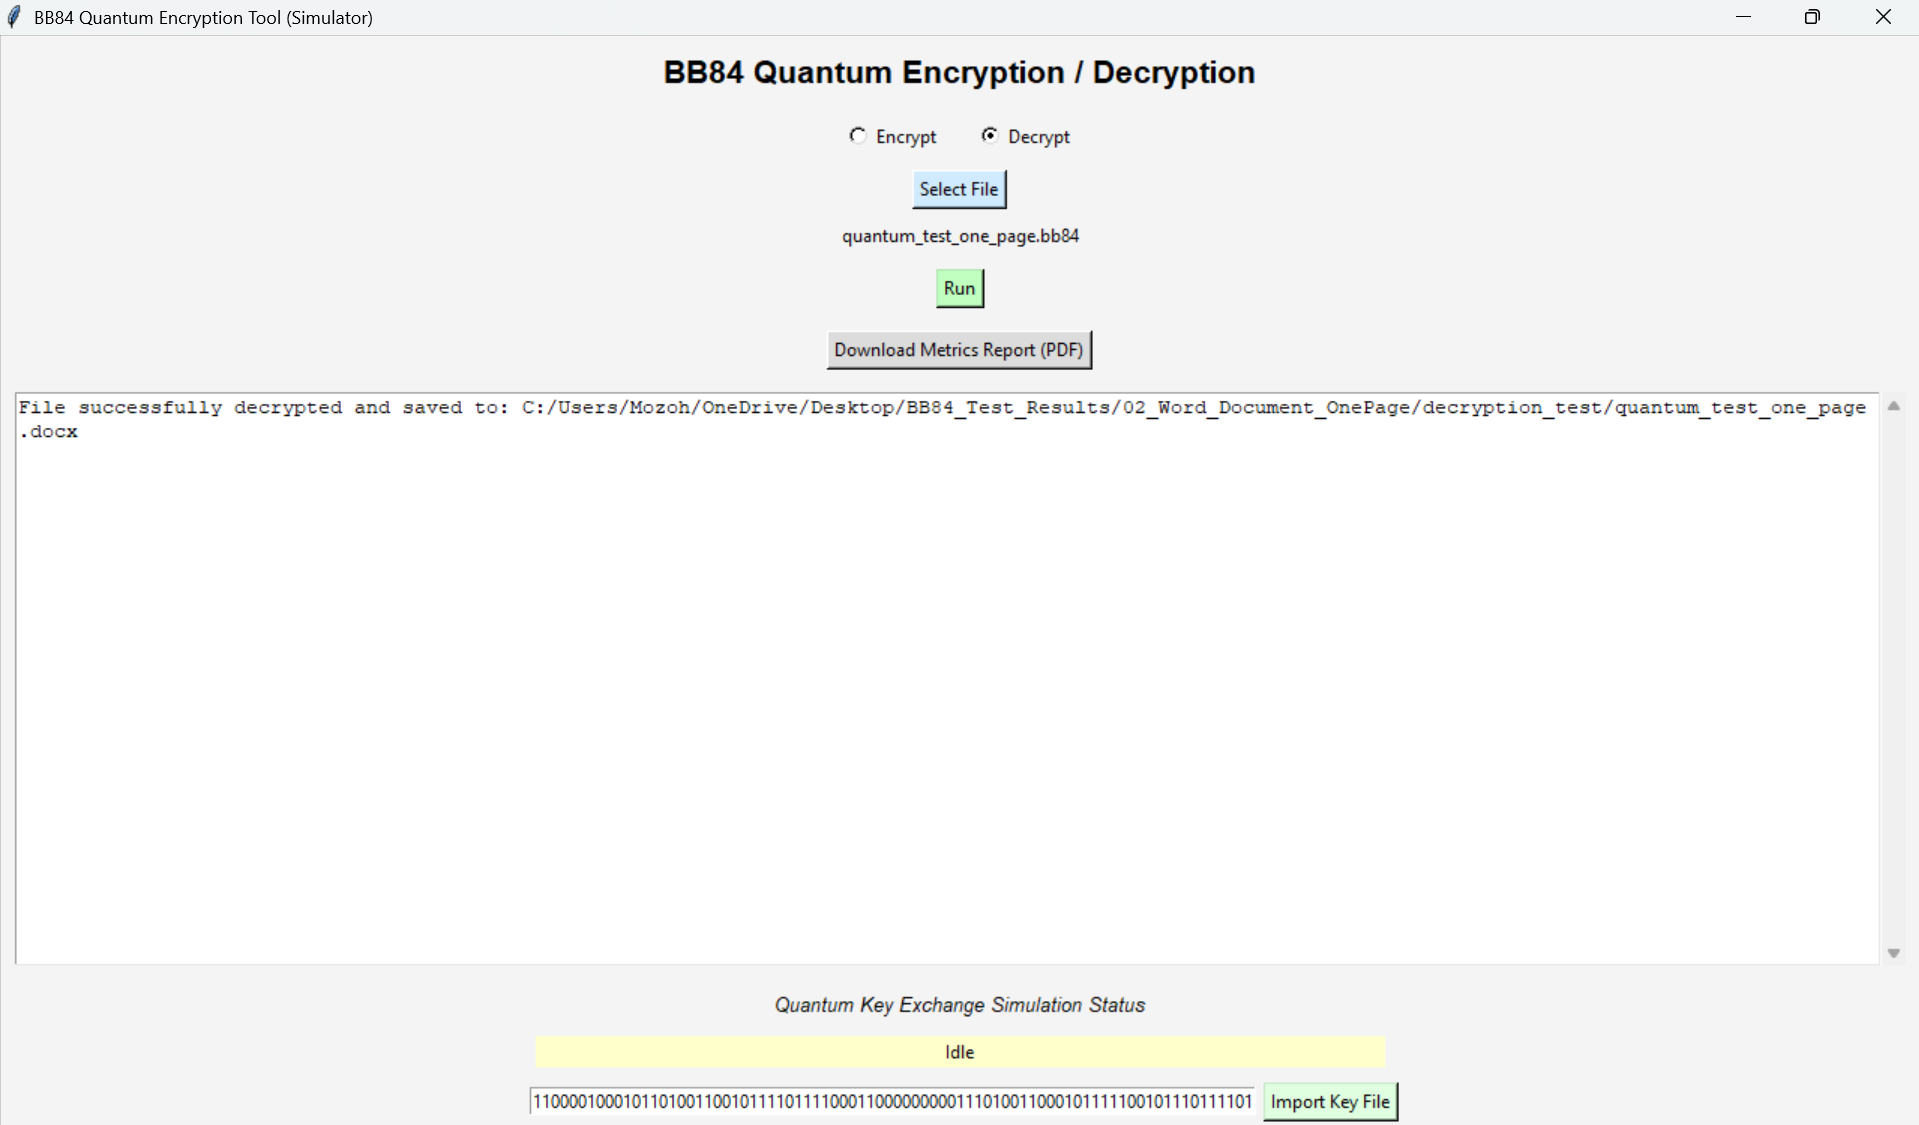 BB84 Quantum Encryption Tool (Simulator)
BB84 Quantum Encryption / Decryption
Encrypt Decrypt
Select File
quantum_test_one_page.bb84
Run
Download Metrics Report (PDF)
File successfully decrypted and saved to: C:/Users/Mozoh/OneDrive/Desktop/BB84_Test_Results/02_Word_Document_OnePage/decryption_test/quantum_test_one_page
.docx
Quantum Key Exchange Simulation Status
Idle
Import Key File